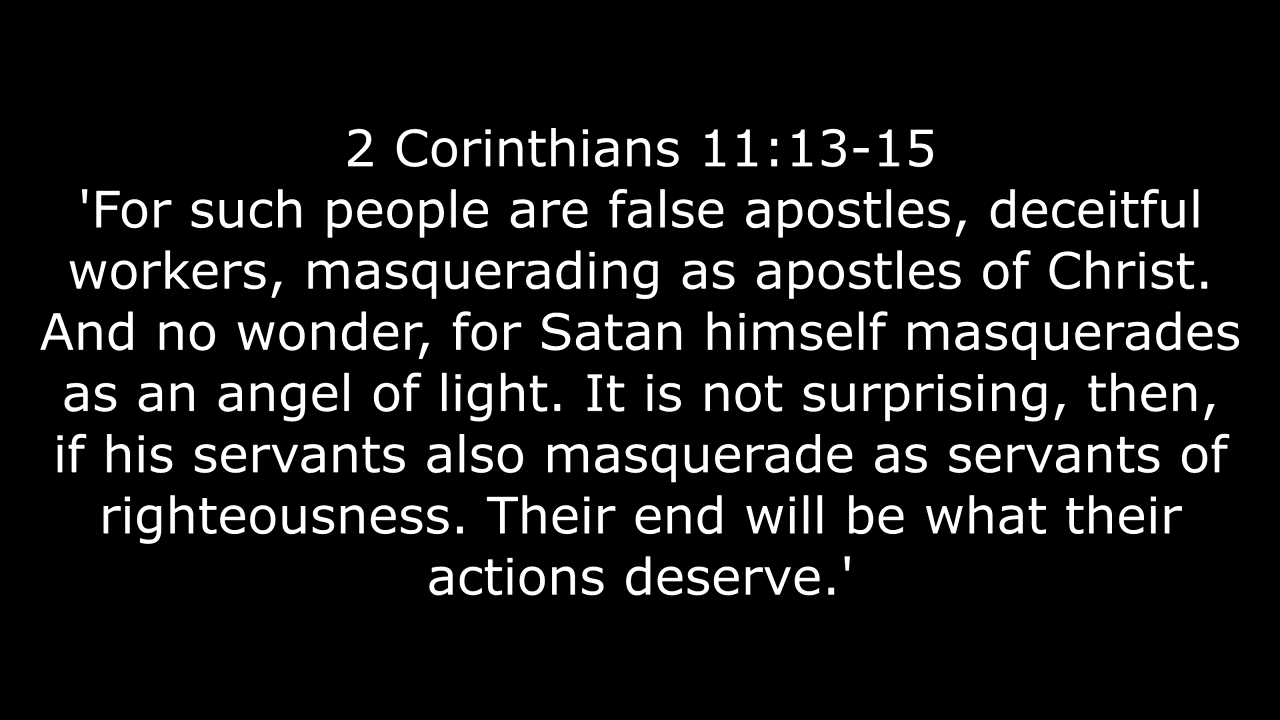 2 Corinthians 11:13-15
'For such people are false apostles, deceitful
workers, masquerading as apostles of Christ.
And no wonder, for Satan himself masquerades
as an angel of light. It is not surprising, then,
if his servants also masquerade as servants of
righteousness. Their end will be what their
actions deserve.'